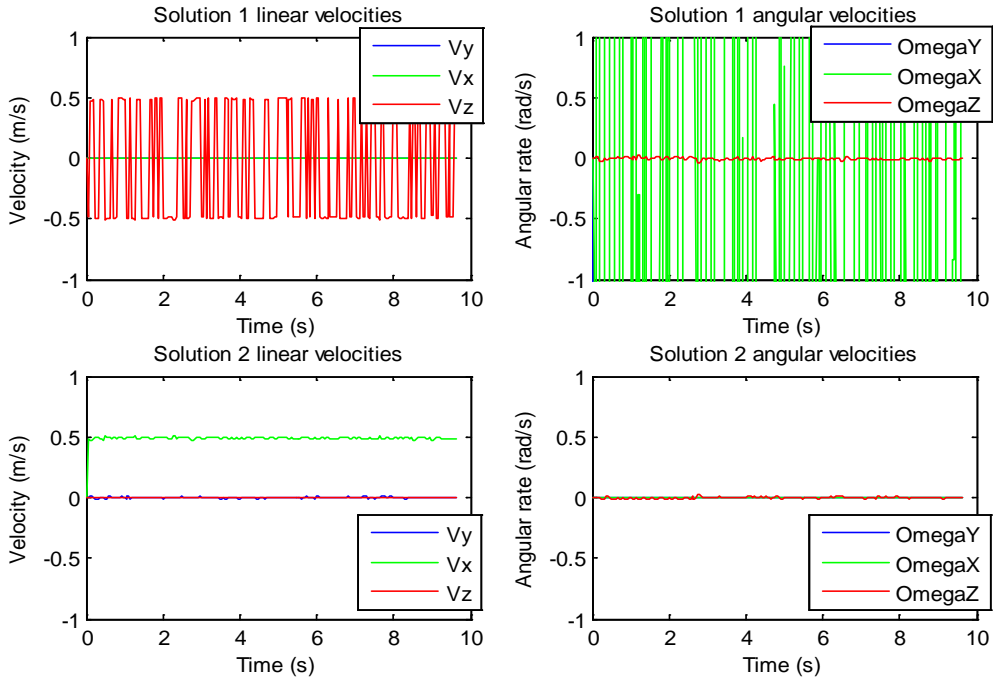 Solution 1 linear velocities
Velocity (m/s)
1
0.5
0
-0.5
-1
0 2 4 6 8 10
Time (s)
Vy
Vx
Vz
Solution 1 angular velocities
Angular rate (rad/s)
1
0.5
0
-0.5
-1
0 2 4 6 8 10
Time (s)
OmegaY
OmegaX
OmegaZ
Solution 2 linear velocities
Velocity (m/s)
1
0.5
0
-0.5
-1
0 2 4 6 8 10
Time (s)
Vy
Vx
Vz
Solution 2 angular velocities
Angular rate (rad/s)
1
0.5
0
-0.5
-1
0 2 4 6 8 10
Time (s)
OmegaY
OmegaX
OmegaZ